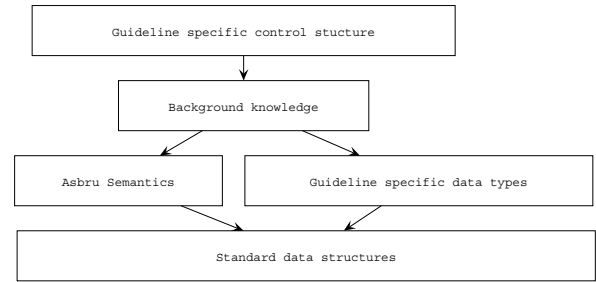 Guideline specific control stucture
Background knowledge
Asbru Semantics
Guideline specific data types
Standard data structures